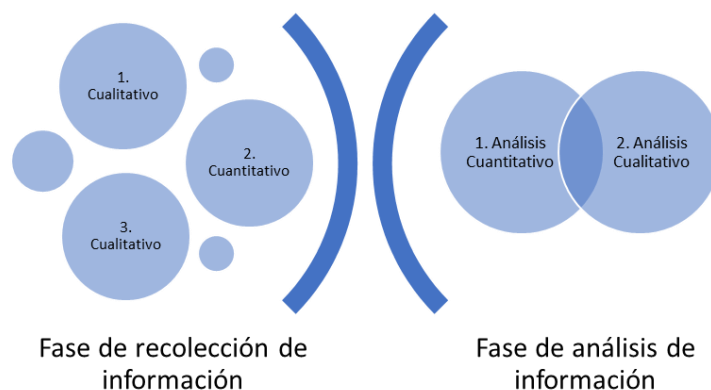 1.
Cualitativo
2.
Cuantitativo
3.
Cualitativo
Fase de recolección de
información
1. Análisis
Cuantitativo
2. Análisis
Cualitativo
Fase de análisis de
información